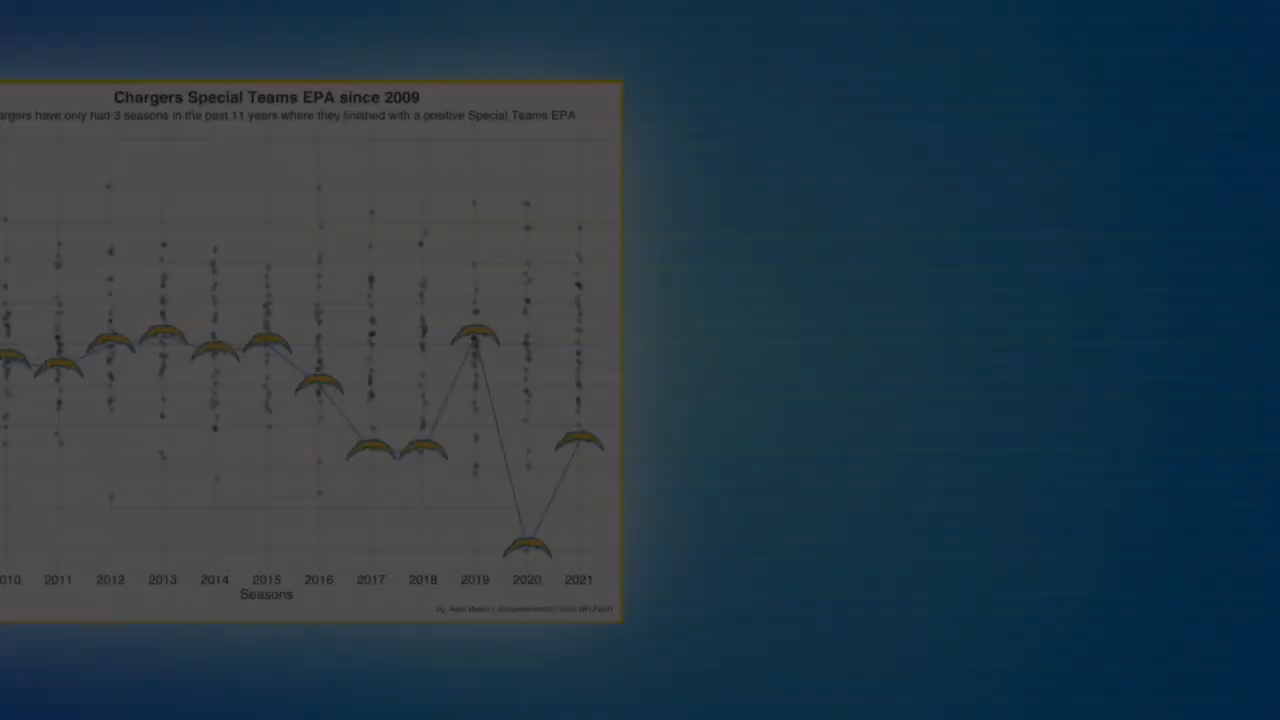 Chargers Special Teams EPA since 2009
argers have only had 3 seasons in the past 11 years where they finished with a positive Special Teams EPA
010 2011 2012 2013 2014 2015 2016 2017 2018 2019 2020 2021
Seasons